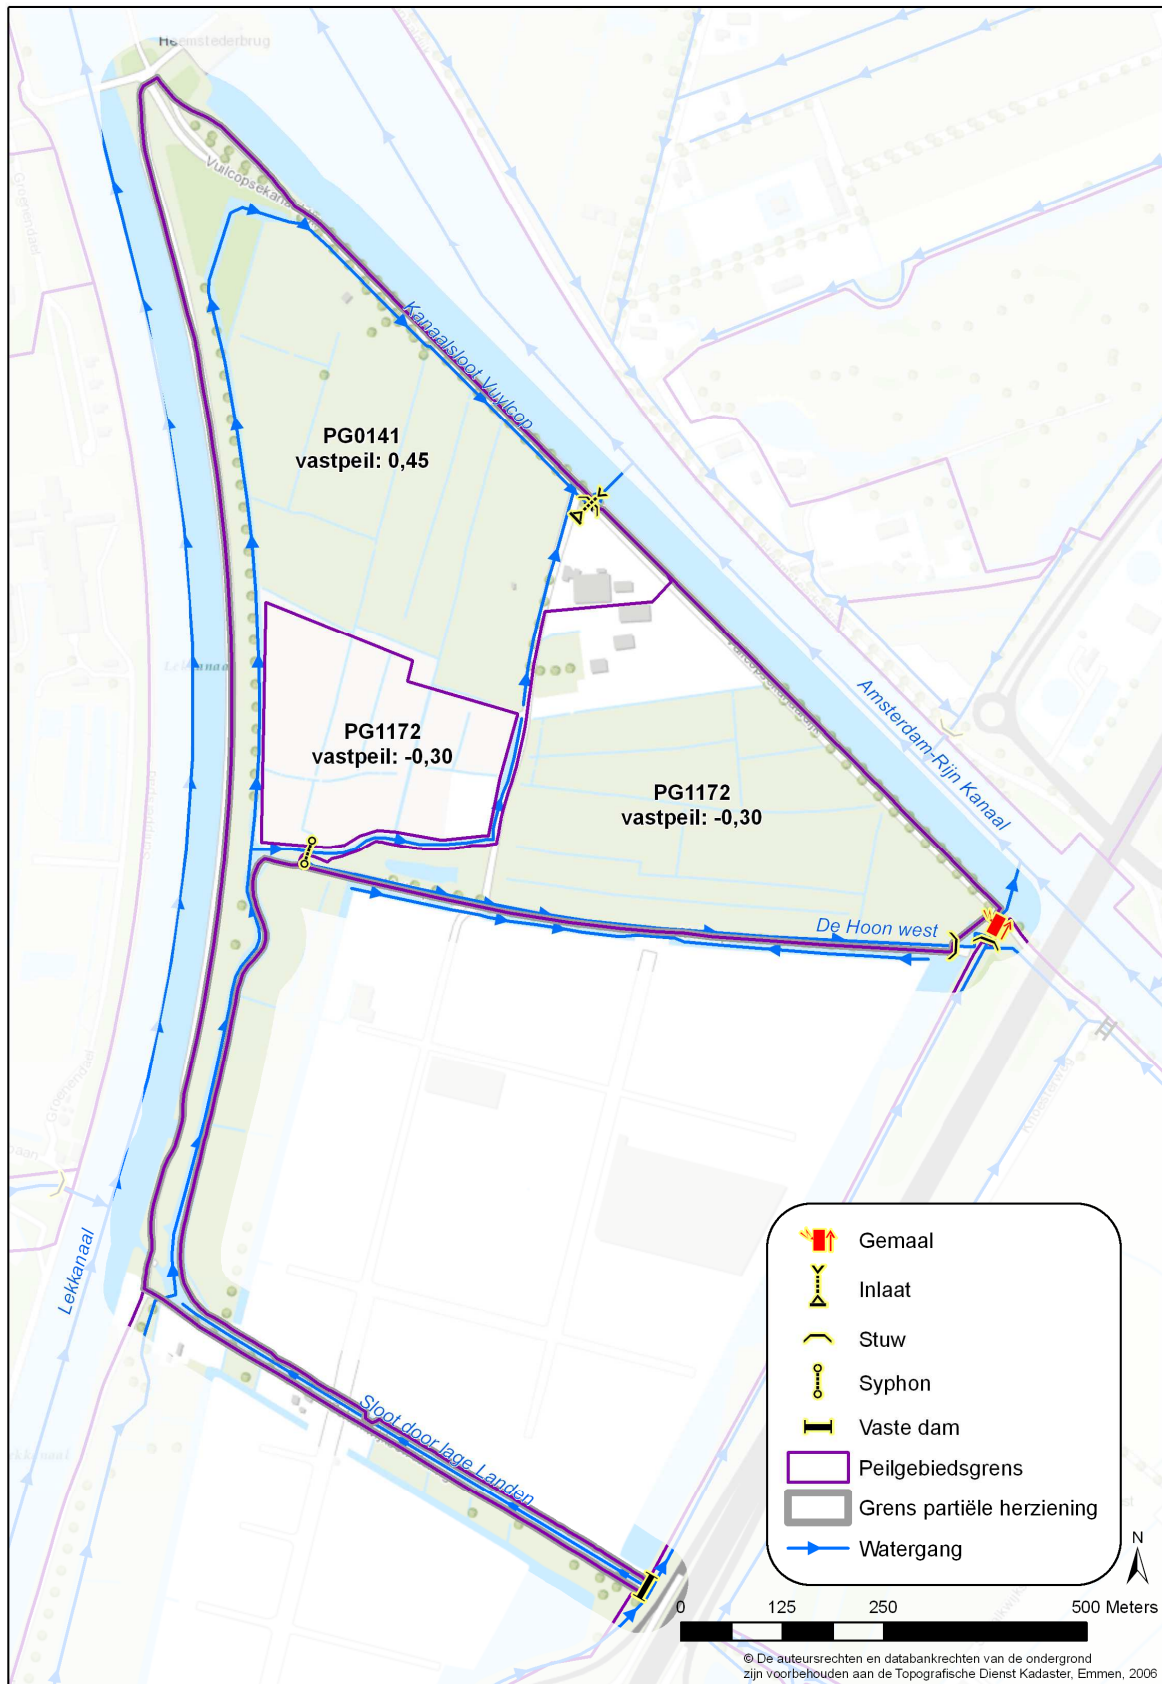 Heemstederbrug
Groenendael
Kanaalsloot Vuylcop
PG0141
vastpeil: 0,45
Lekkanaal
PG1172
vastpeil: -0,30
Amsterdam-Rijn Kanaal
PG1172
vastpeil: -0,30
De Hoon west
Groenendael
Lekkanaal
Sloot door lage Landen
Gemaal
Inlaat
Stuw
Syphon
Vaste dam
Peilgebiedsgrens
Grens partiële herziening
Watergang
N
0 125 250 500 Meters
© De auteursrechten en databankrechten van de ondergrond
zijn voorbehouden aan de Topografische Dienst Kadaster, Emmen, 2006